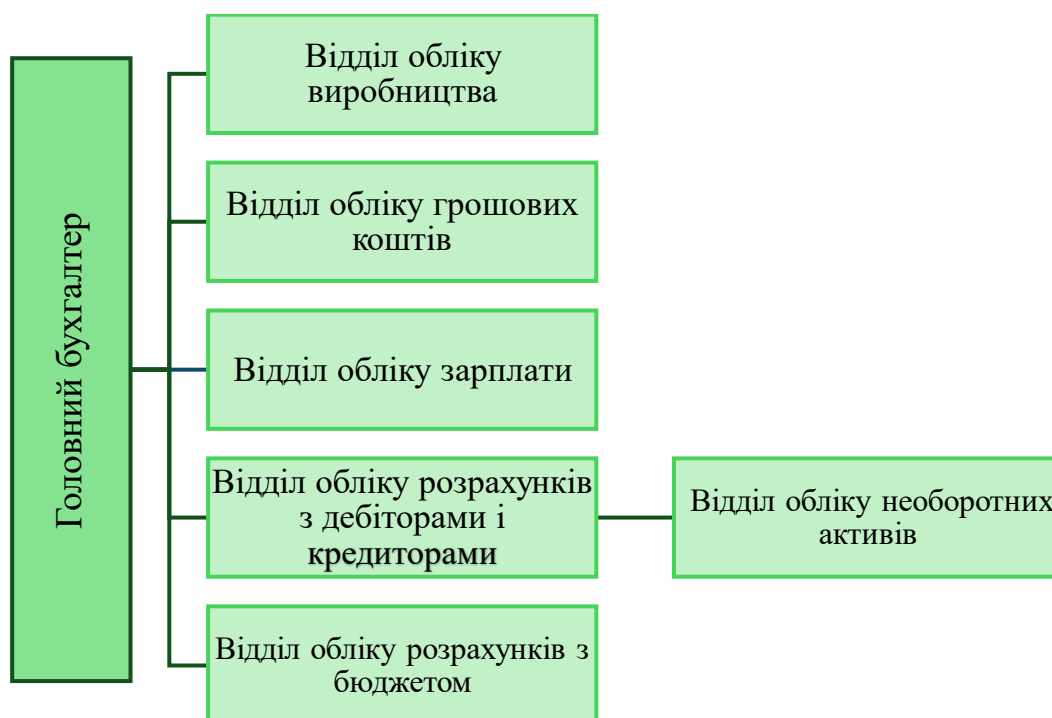 Головний бухгалтер
Відділ обліку
виробництва
Відділ обліку грошових
коштів
Відділ обліку зарплати
Відділ обліку розрахунків
з дебіторами і
кредиторами
Відділ обліку необоротних
активів
Відділ обліку розрахунків з
бюджетом